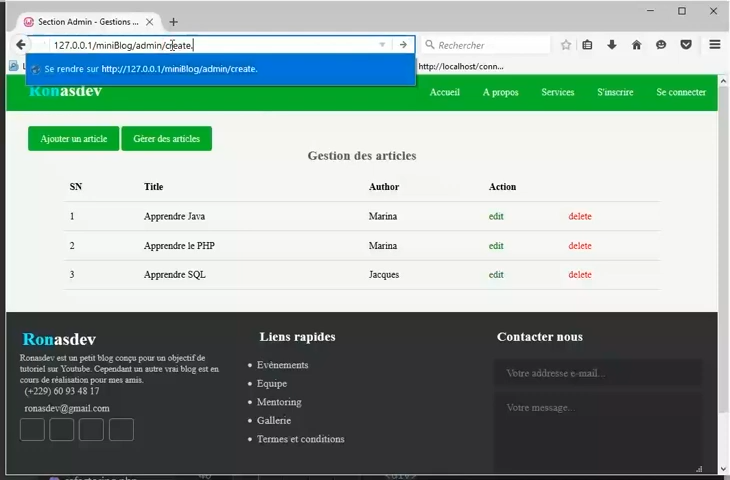 Section Admin - Gestions ...
127.0.0.1/miniBlog/admin/create.
Rechercher
Se rendre sur http://127.0.0.1/miniBlog/admin/create.
http://localhost/conn...
Ronasdev
Accueil
A propos
Services
S'inscrire
Se connecter
Ajouter un article
Gérer des articles
Gestion des articles
SN Title Author Action
1 Apprendre Java Marina edit delete
2 Apprendre le PHP Marina edit delete
3 Apprendre SQL Jacques edit delete
Ronasdev
Ronasdev est un petit blog conçu pour un objectif de
tutoriel sur Youtube. Cependant un autre vrai blog est en
cours de réalisation pour mes amis.
(+229) 60 93 48 17
ronasdev@gmail.com
Liens rapides
Evénements
Equipe
Mentoring
Gallerie
Termes et conditions
Contacter nous
Votre addresse e-mail...
Votre message..